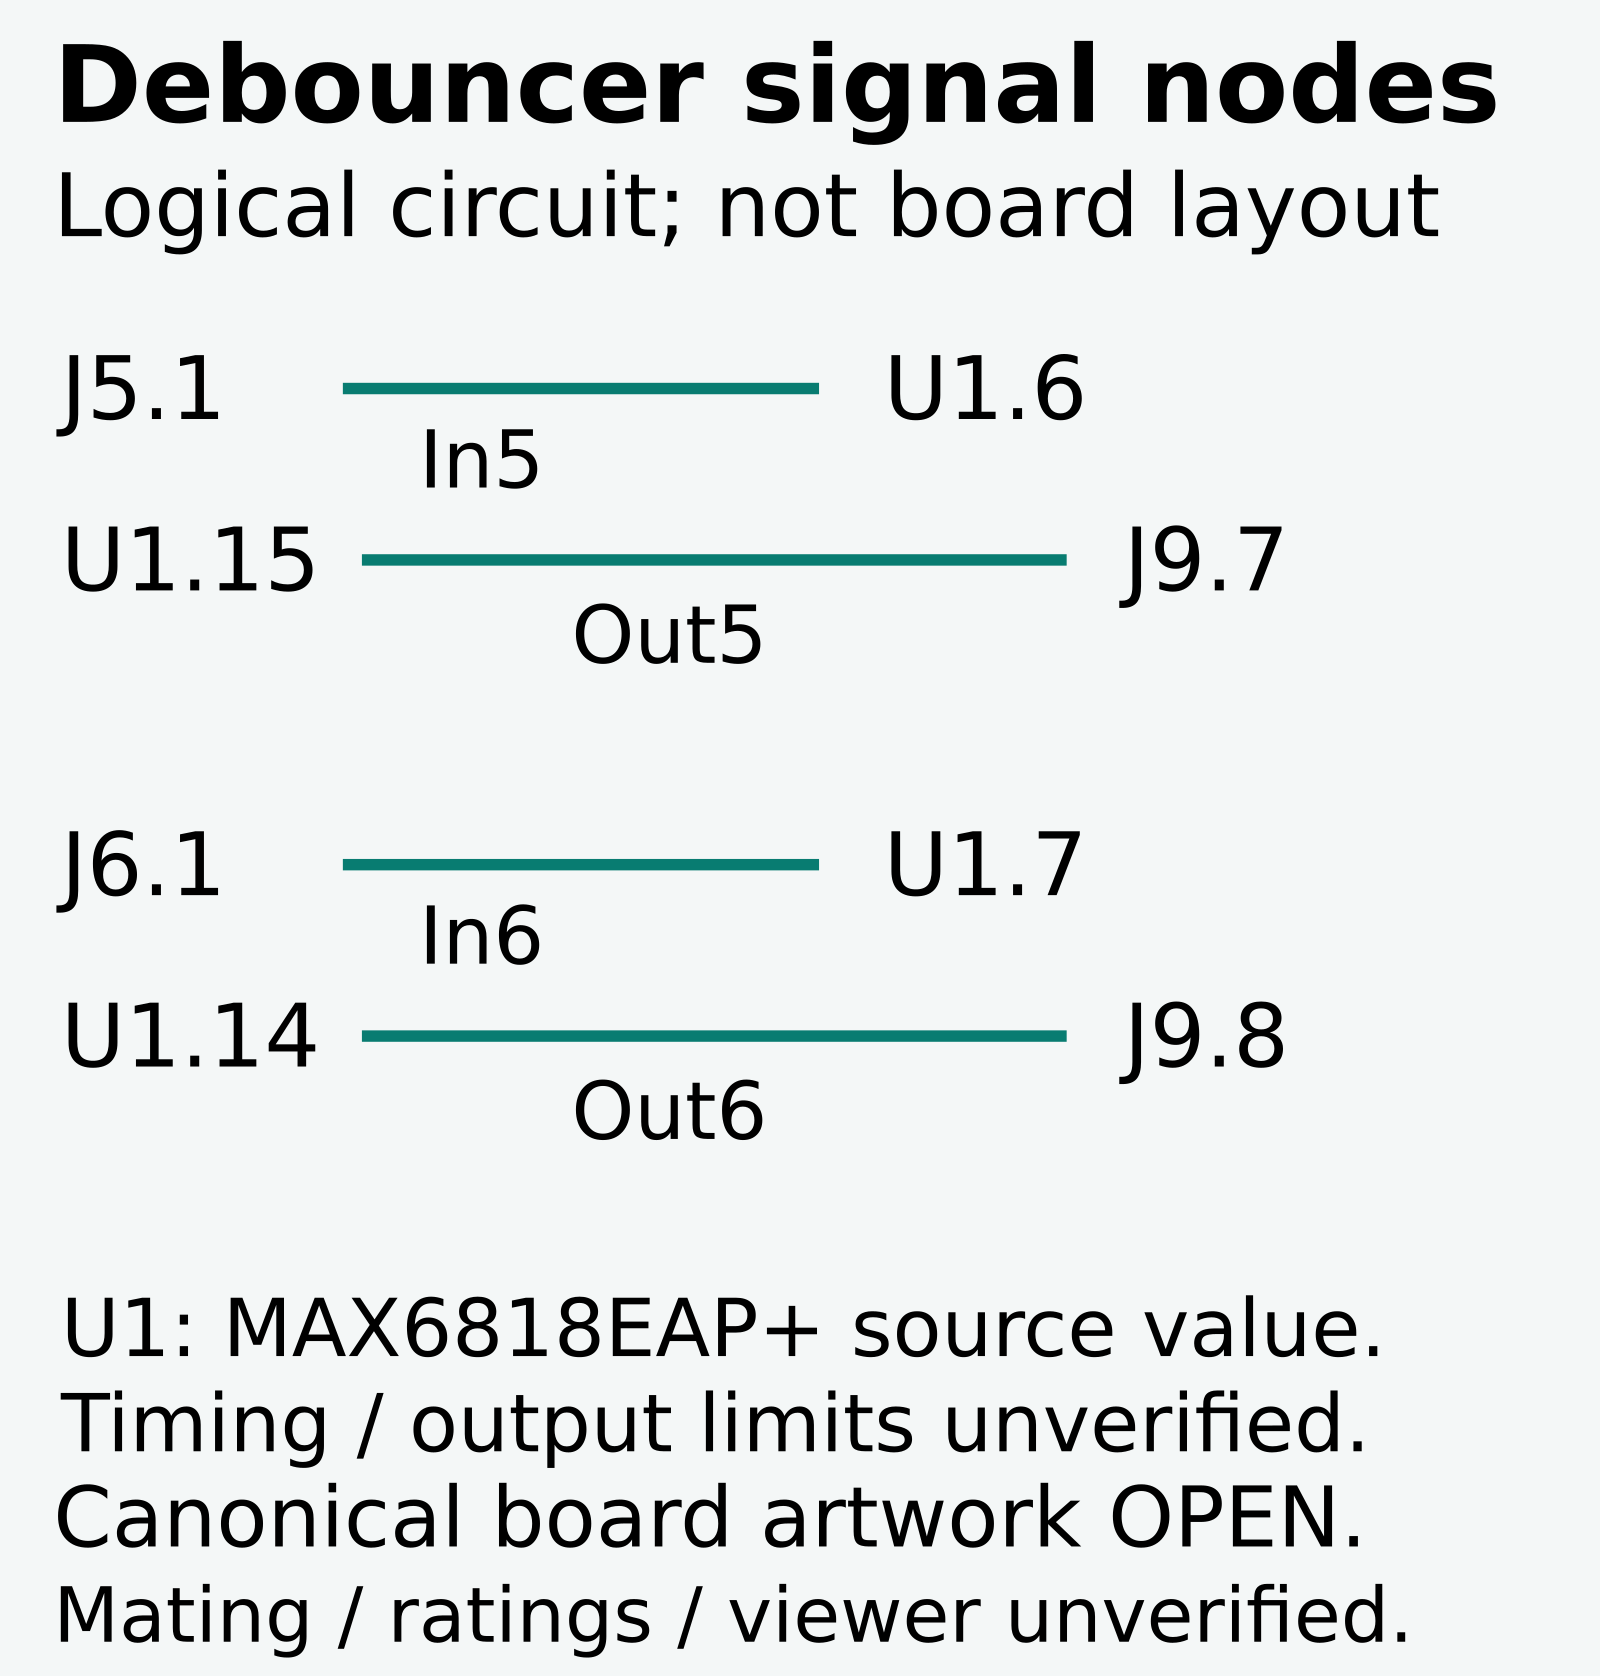 Debouncer signal nodes
Logical circuit; not board layout
J5.1 U1.6
In5
U1.15 J9.7
Out5
J6.1 U1.7
In6
U1.14 J9.8
Out6
U1: MAX6818EAP+ source value.
Timing / output limits unverified.
Canonical board artwork OPEN.
Mating / ratings / viewer unverified.